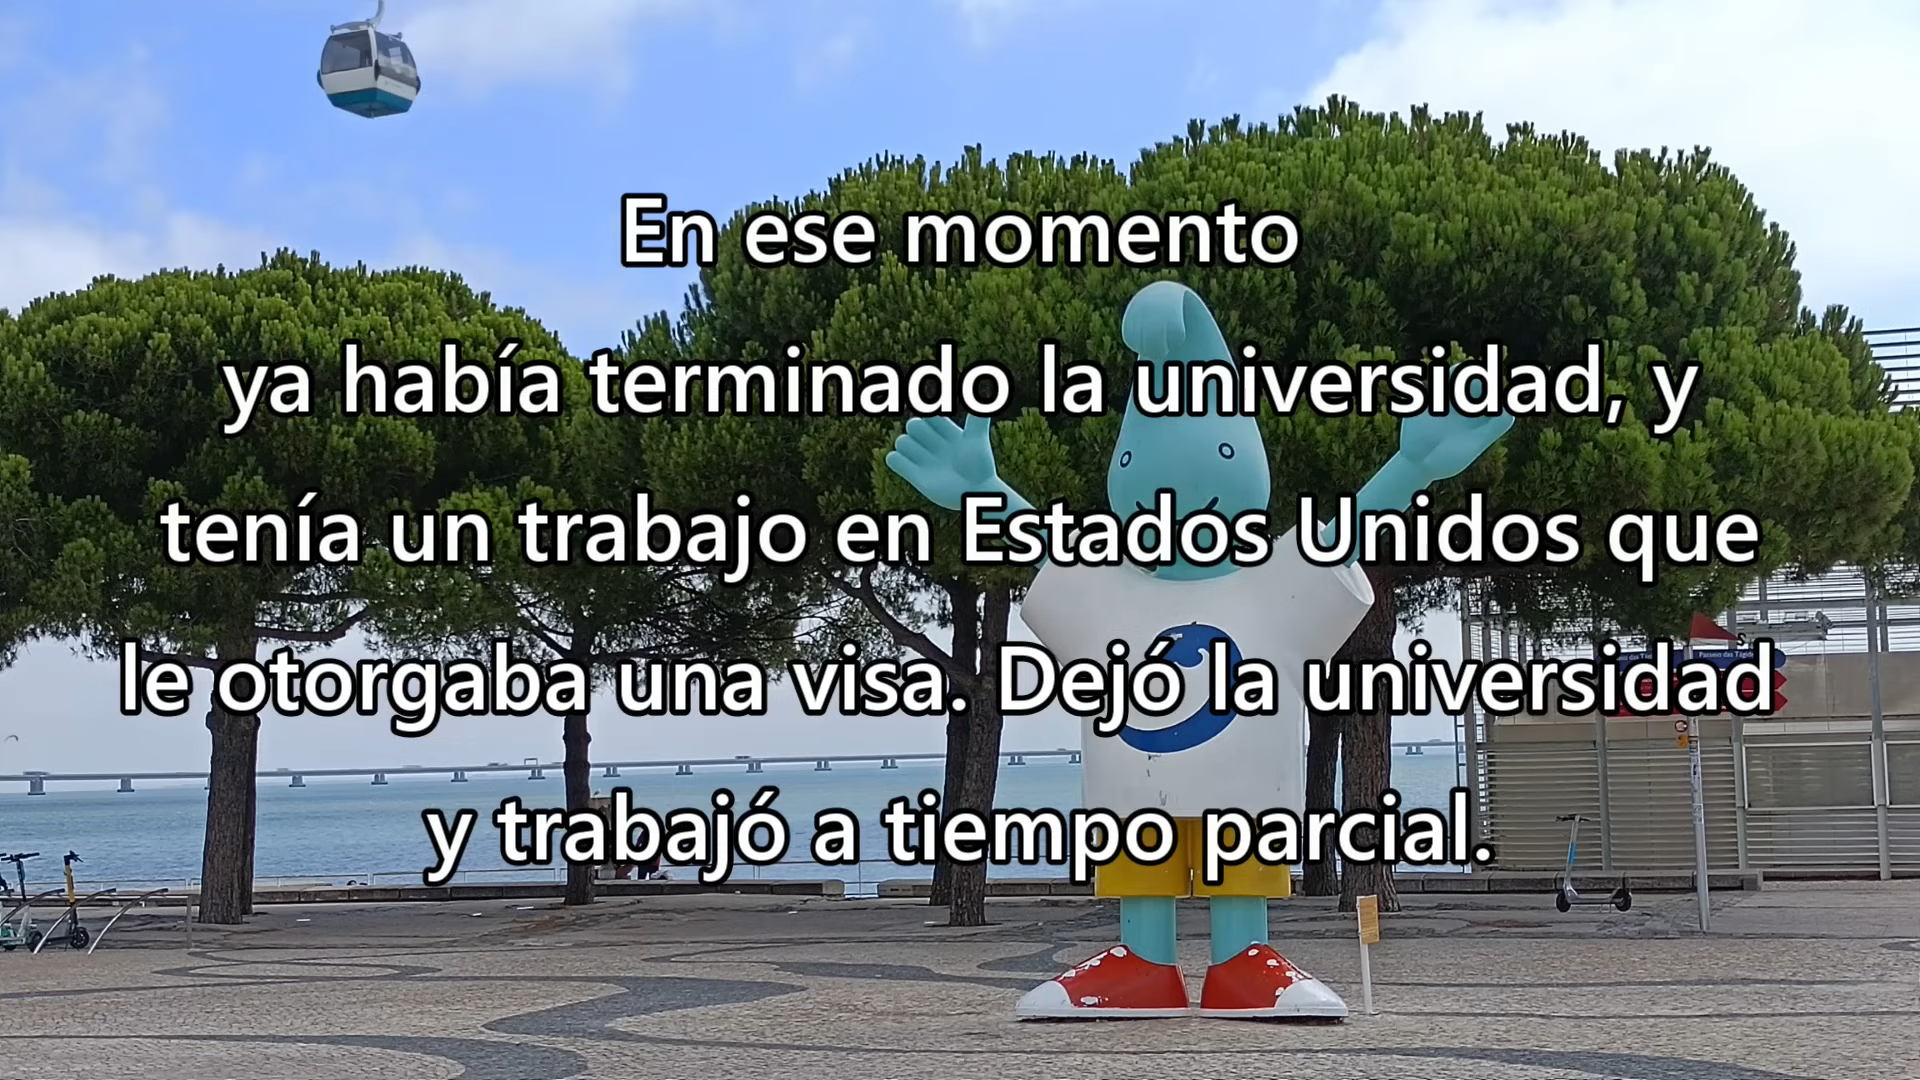 En ese momento
ya había terminado la universidad, y
tenía un trabajo en Estados Unidos que
le otorgaba una visa. Dejó la universidad
y trabajó a tiempo parcial.